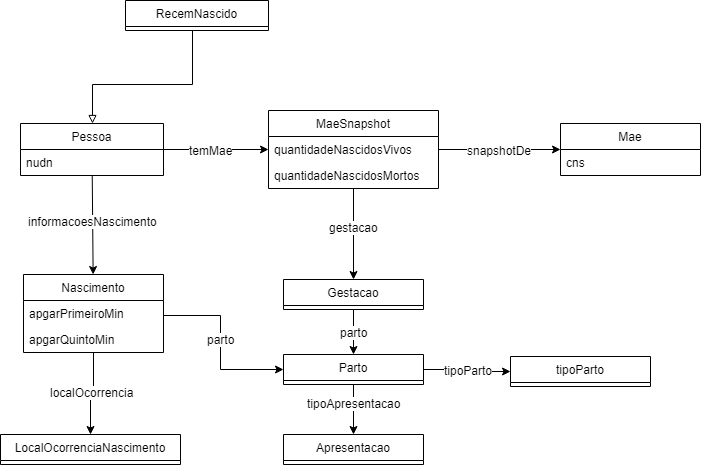 RecemNascido
Pessoa
nudn
temMae
MaeSnapshot
quantidadeNascidosVivos
quantidadeNascidosMortos
snapshotDe
Mae
cns
informacoesNascimento
gestacao
Nascimento
apgarPrimeiroMin
apgarQuintoMin
Gestacao
parto
parto
Parto
tipoParto
tipoParto
localOcorrencia
tipoApresentacao
LocalOcorrenciaNascimento
Apresentacao